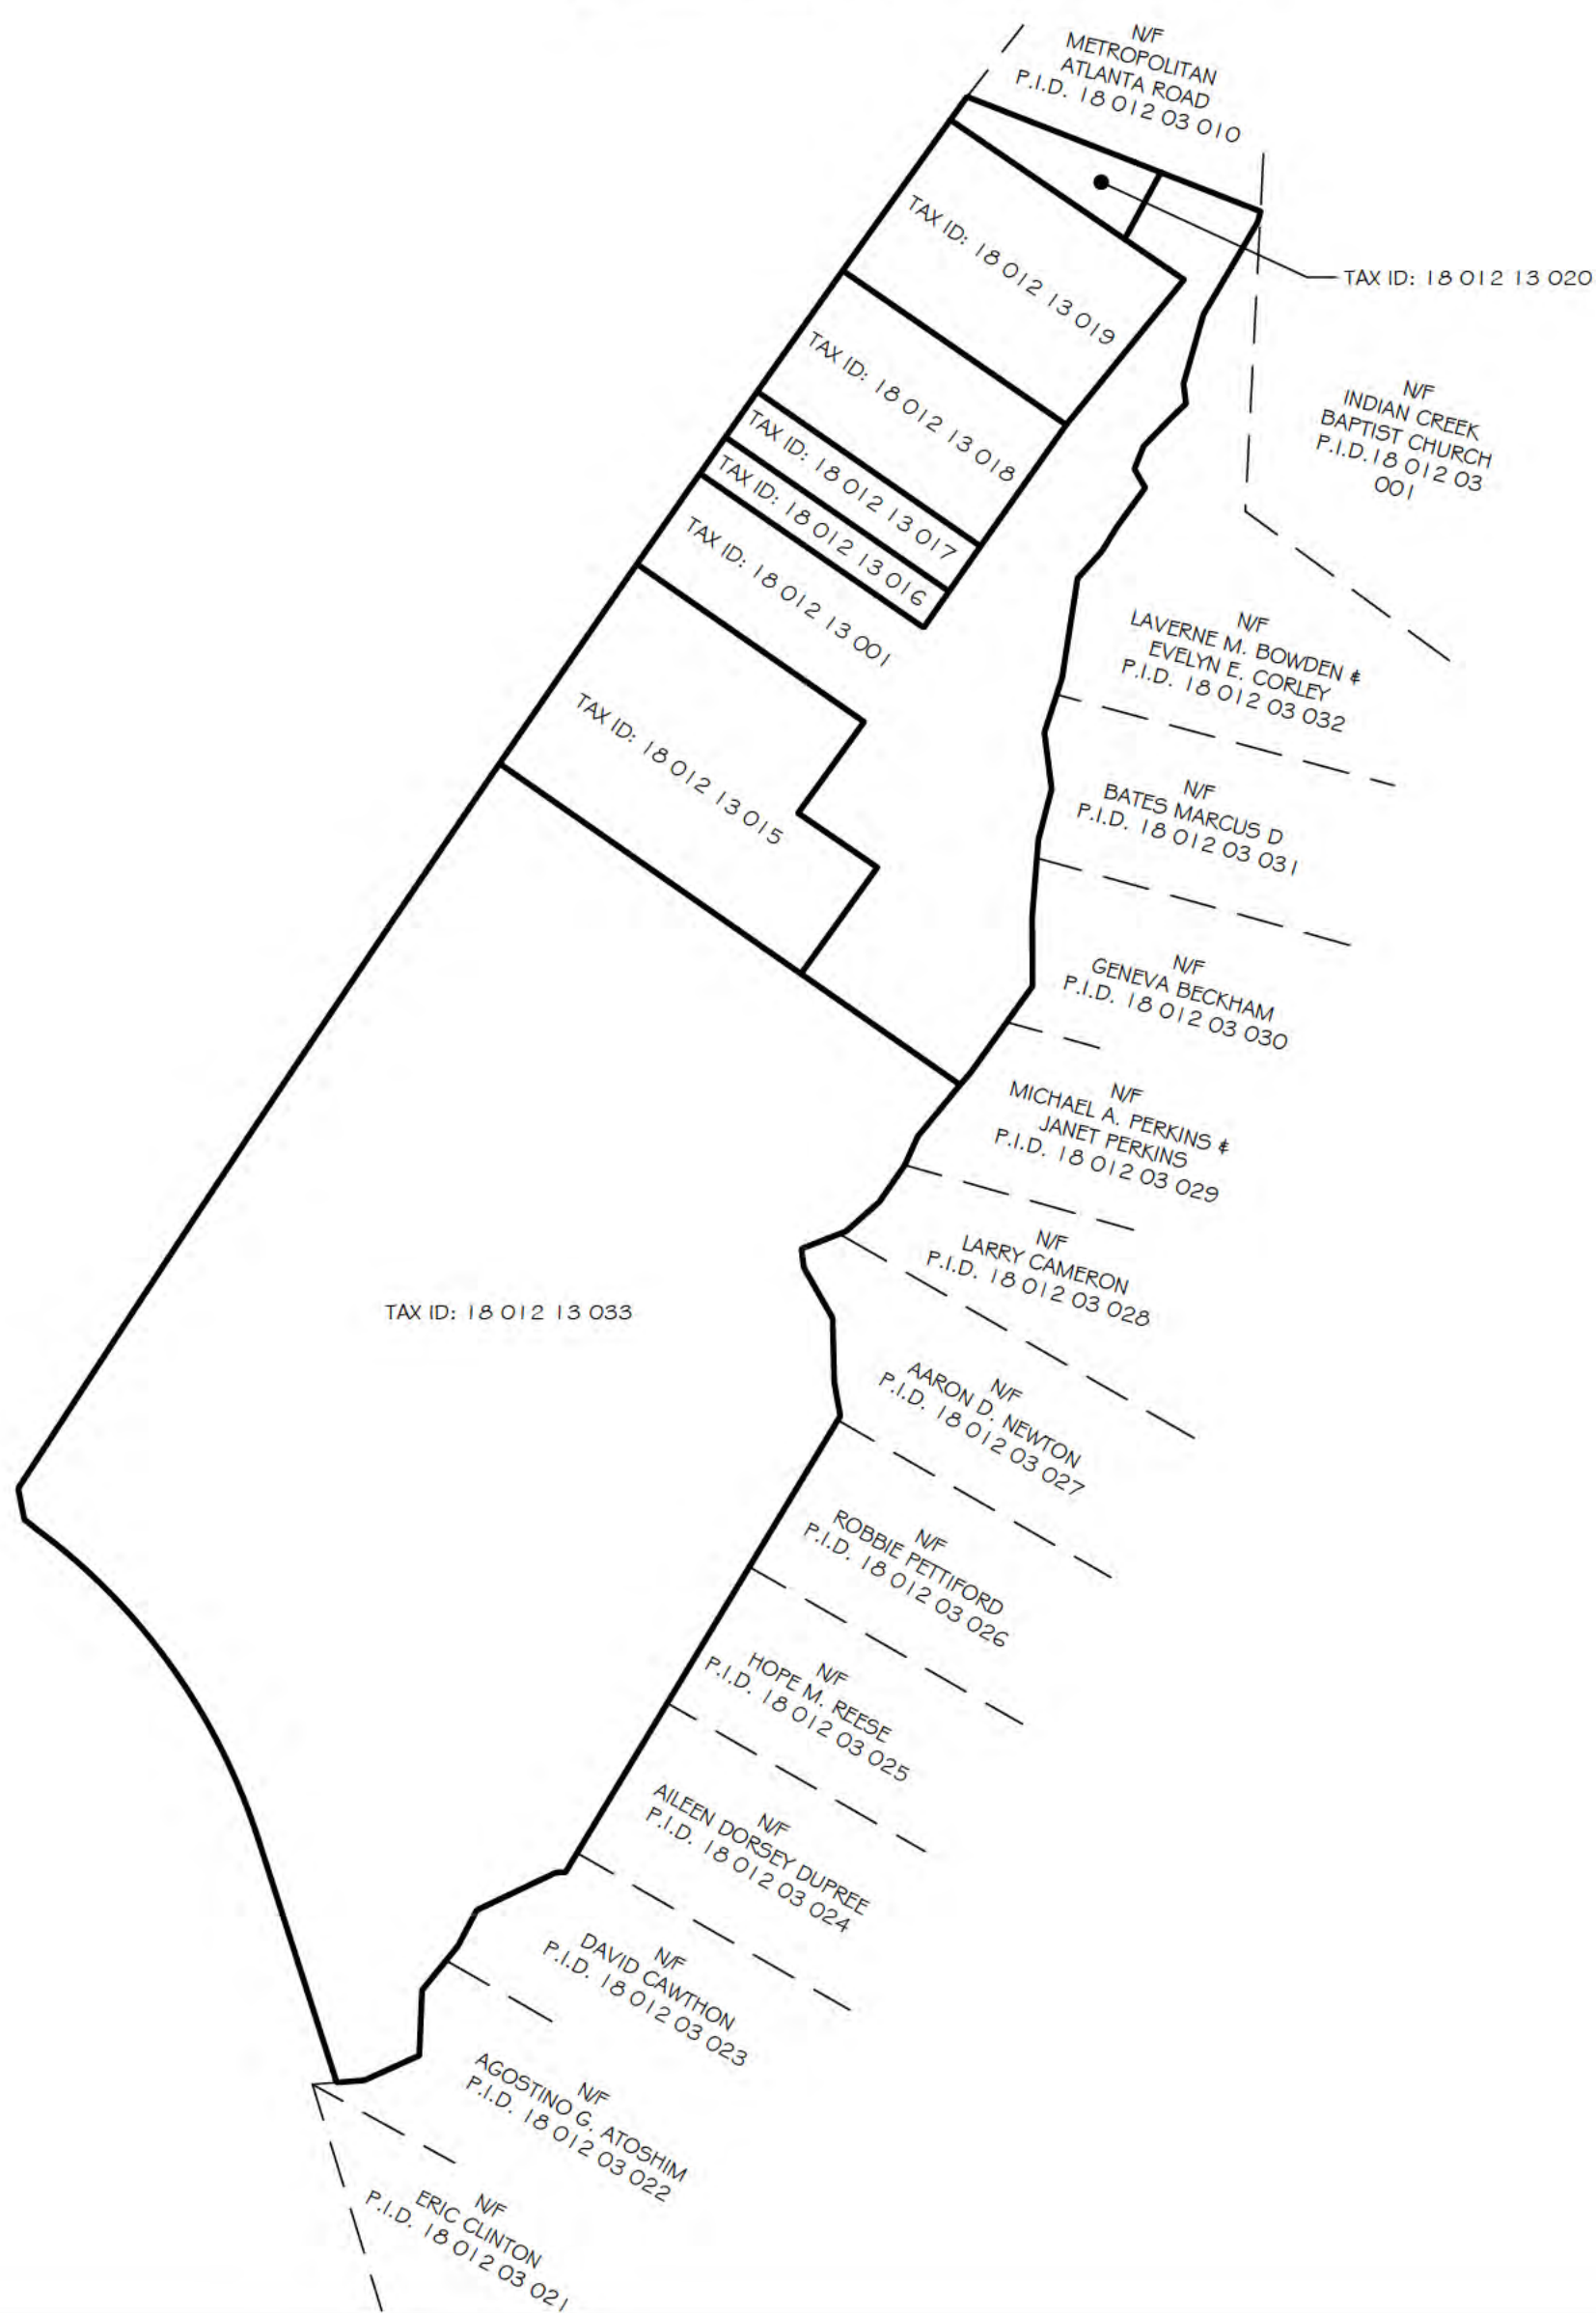 N/F
METROPOLITAN
ATLANTA ROAD
P.I.D. 18 012 03 010
TAX ID: 18 012 13 019
TAX ID: 18 012 13 020
TAX ID: 18 012 13 018
N/F
INDIAN CREEK
BAPTIST CHURCH
P.I.D.18 012 03
001
TAX ID: 18 012 13 017
TAX ID: 18 012 13 016
TAX ID: 18 012 13 001
N/F
LAVERNE M. BOWDEN &
EVELYN E. CORLEY
P.I.D. 18 012 03 032
TAX ID: 18 012 13 015
N/F
BATES MARCUS D
P.I.D. 18 012 03 031
N/F
GENEVA BECKHAM
P.I.D. 18 012 03 030
N/F
MICHAEL A. PERKINS &
JANET PERKINS
P.I.D. 18 012 03 029
N/F
LARRY CAMERON
P.I.D. 18 012 03 028
TAX ID: 18 012 13 033
N/F
AARON D. NEWTON
P.I.D. 18 012 03 027
N/F
ROBBIE PETTIFORD
P.I.D. 18 012 03 026
N/F
HOPE M. REESE
P.I.D. 18 012 03 025
N/F
AILEEN DORSEY DUPREE
P.I.D. 18 012 03 024
N/F
DAVID CAWTHON
P.I.D. 18 012 03 023
N/F
AGOSTINO G. ATOSHIM
P.I.D. 18 012 03 022
N/F
ERIC CLINTON
P.I.D. 18 012 03 021